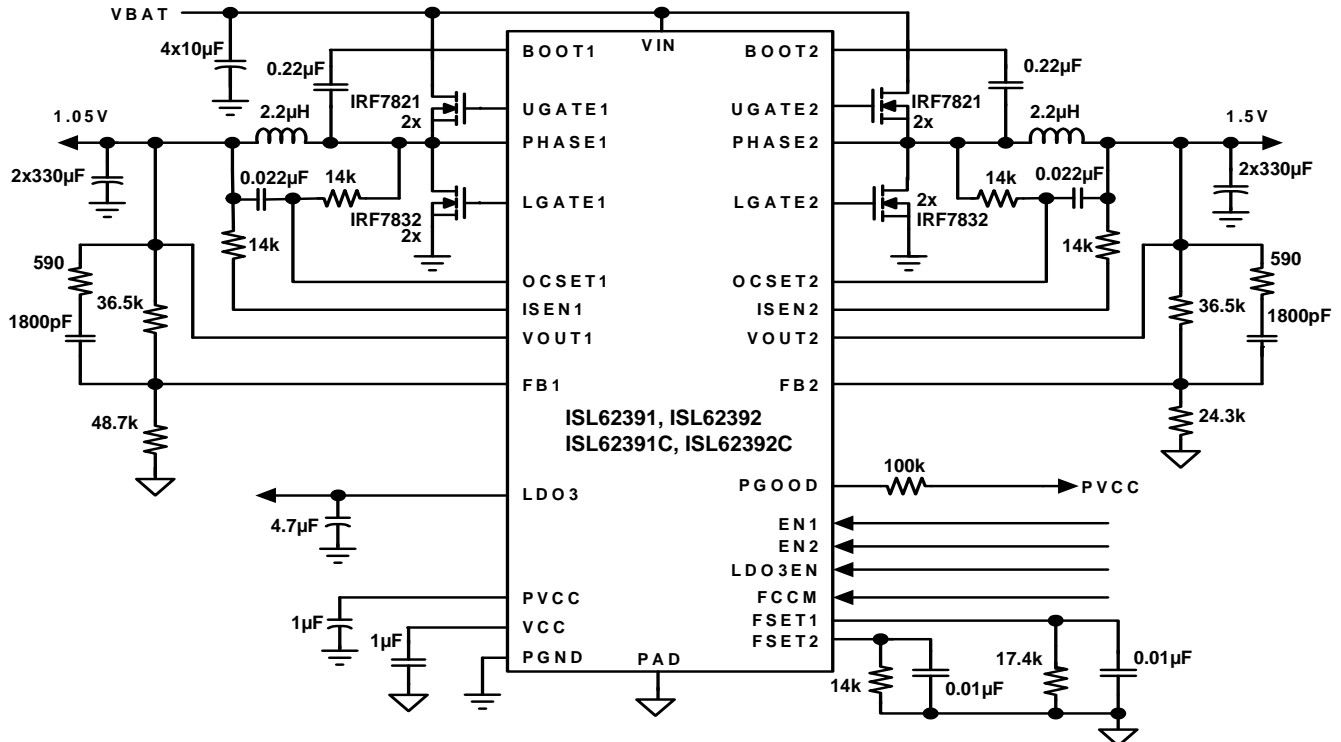 VBAT
4x10µF
0.22µF
BOOT1
VIN
BOOT2
0.22µF
IRF7821
2x
UGATE1
UGATE2
IRF7821
2x
1.05V
2.2µH
PHASE1
PHASE2
2.2µH
1.5V
2x330µF
0.022µF
14k
14k
0.022µF
2x330µF
IRF7832
2x
LGATE1
LGATE2
2x
IRF7832
14k
14k
590
OCSET1
OCSET2
590
36.5k
ISEN1
ISEN2
36.5k
1800pF
VOUT1
VOUT2
1800pF
FB1
FB2
48.7k
ISL62391, ISL62392
ISL62391C, ISL62392C
24.3k
LDO3
PGOOD
100k
PVCC
4.7µF
EN1
EN2
LDO3EN
PVCC
FCCM
1µF
VCC
FSET1
FSET2
1µF
PGND
PAD
14k
0.01µF
17.4k
0.01µF